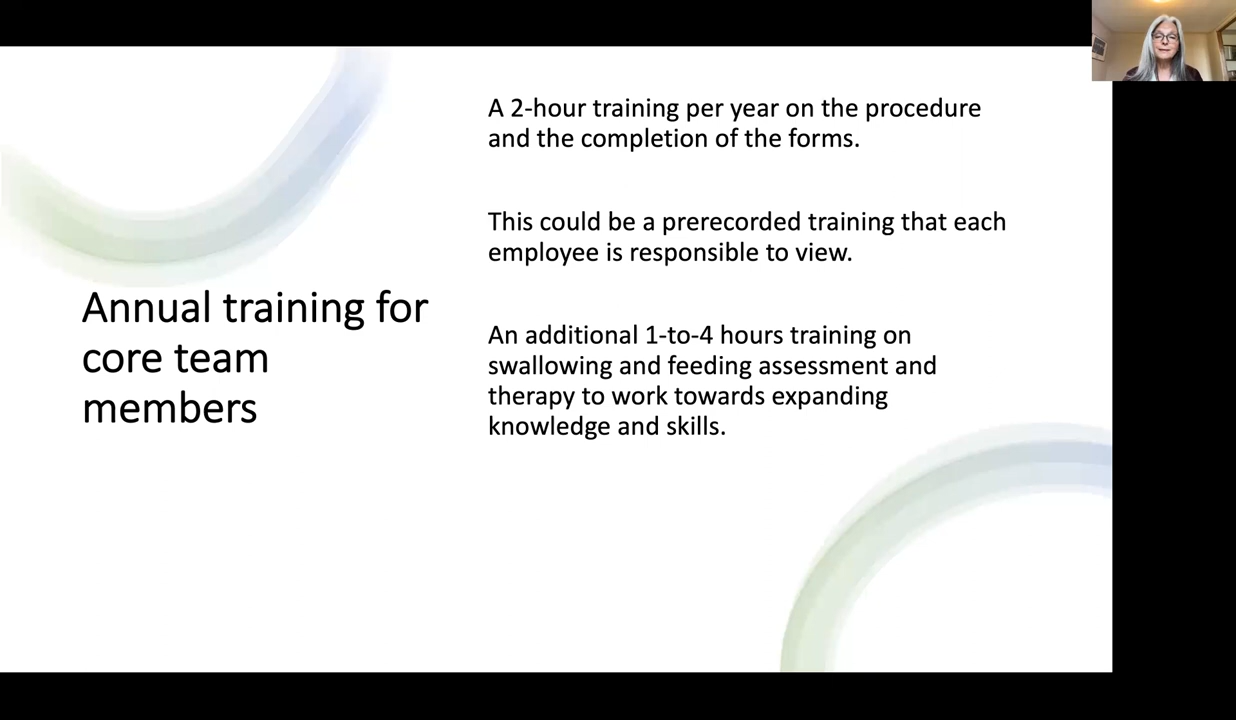 Annual training for
core team
members
A 2-hour training per year on the procedure
and the completion of the forms.
This could be a prerecorded training that each
employee is responsible to view.
An additional 1-to-4 hours training on
swallowing and feeding assessment and
therapy to work towards expanding
knowledge and skills.